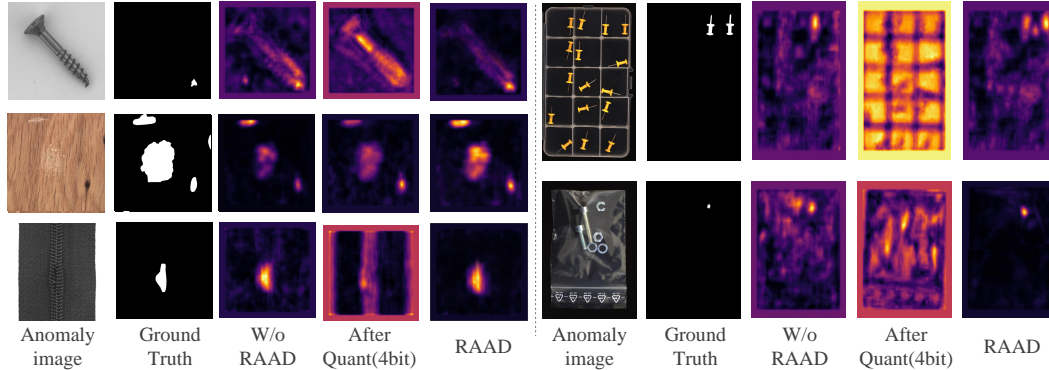 Anomaly image
Ground Truth
W/o RAAD
After Quant(4bit)
RAAD
Anomaly image
Ground Truth
W/o RAAD
After Quant(4bit)
RAAD